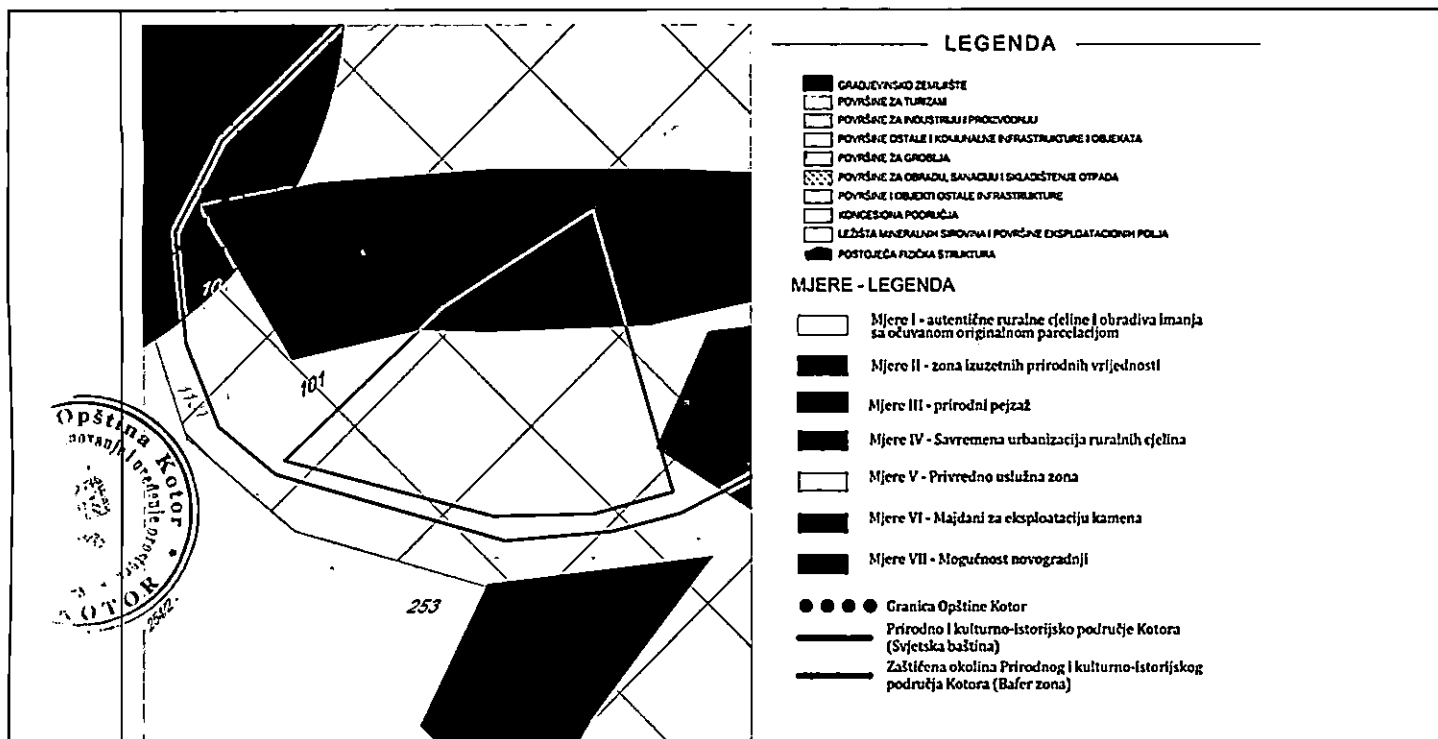 LEGENDA
GRADJEVINSKO ZEMLJIŠTE
POVRŠINE ZA TURIZAM
POVRŠINE ZA INDUSTRIJU I PROIZVODNJU
POVRŠINE OSTALE I KOMUNALNE INFRASTRUKTURE I OBJEKATA
POVRŠINE ZA GROBLJA
POVRŠINE ZA OBRADU, SANACIJU I SKLADIŠTENJE OTPADA
POVRŠINE I OBJEKTI OSTALE INFRASTRUKTURE
KONCESIONA PODRUČJA
LEŽIŠTA MINERALNIH SIROVINA I POVRŠINE EKSPLOATACIONIH POLJA
POSTOJEĆA FIZIČKA STRUKTURA
MJERE - LEGENDA
Mjere I - autentične ruralne cjeline i obradiva imanja
sa očuvanom originalnom parcelacijom
Mjere II - zona izuzetnih prirodnih vrijednosti
Mjere III - prirodni pejzaž
Mjere IV - Savremena urbanizacija ruralnih cjelina
Mjere V - Privredno uslužna zona
Mjere VI - Majdani za eksploataciju kamena
Mjere VII - Mogućnost novogradnji
Granica Opštine Kotor
Prirodno i kulturno-istorijsko područje Kotora
(Svjetska baština)
Zaštićena okolina Prirodnog i kulturno-istorijskog
područja Kotora (Bafer zona)
101
253
Opština Kotor
uređenje prostora
KOTOR